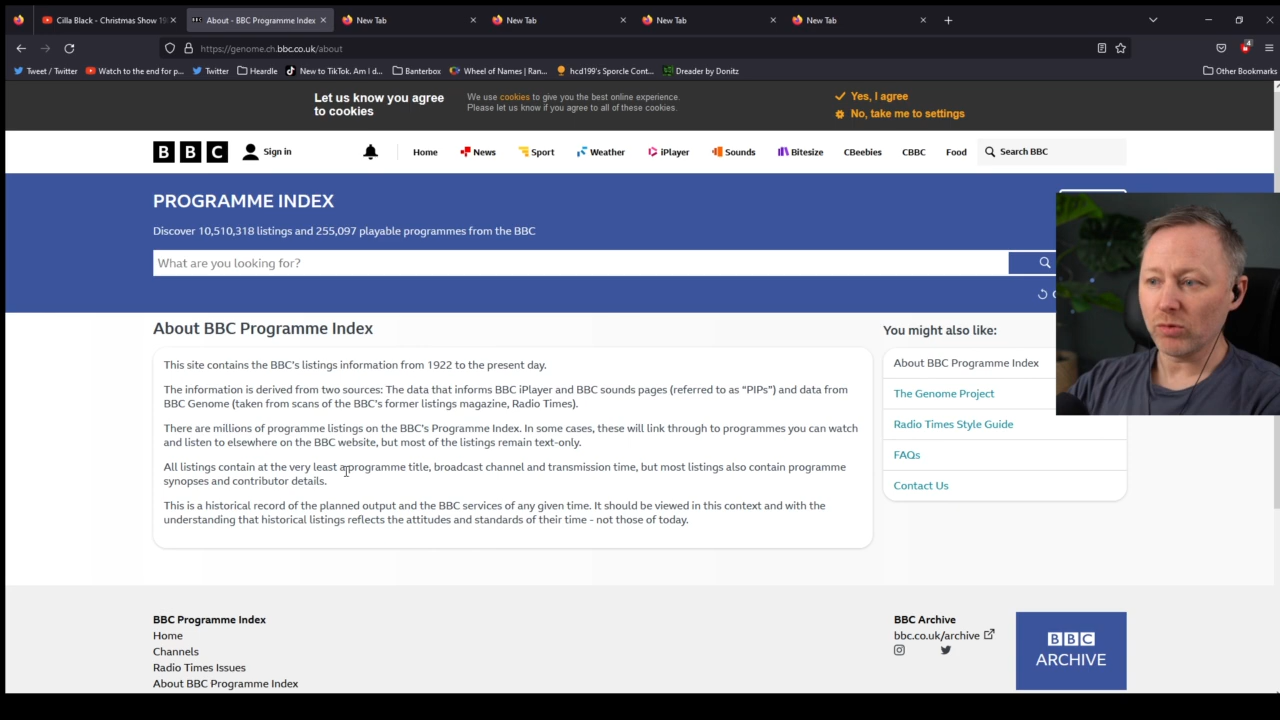 Cilla Black - Christmas Show 19
About - BBC Programme Index
New Tab
New Tab
New Tab
New Tab
https://genome.ch.bbc.co.uk/about
4
Tweet / Twitter
Watch to the end for p...
Twitter
Heardle
New to TikTok. Am I d...
Banterbox
Wheel of Names | Ran...
hcd199's Sporcle Cont...
Dreader by Donitz
Other Bookmarks
Let us know you agree
to cookies
We use cookies to give you the best online experience.
Please let us know if you agree to all of these cookies.
Yes, I agree
No, take me to settings
BBC
Sign in
Home
News
Sport
Weather
iPlayer
Sounds
Bitesize
CBeebies
CBBC
Food
Search BBC
PROGRAMME INDEX
Discover 10,510,318 listings and 255,097 playable programmes from the BBC
What are you looking for?
About BBC Programme Index
This site contains the BBC's listings information from 1922 to the present day.
The information is derived from two sources: The data that informs BBC iPlayer and BBC sounds pages (referred to as “PIPs”) and data from
BBC Genome (taken from scans of the BBC's former listings magazine, Radio Times).
There are millions of programme listings on the BBC's Programme Index. In some cases, these will link through to programmes you can watch
and listen to elsewhere on the BBC website, but most of the listings remain text-only.
All listings contain at the very least a programme title, broadcast channel and transmission time, but most listings also contain programme
synopses and contributor details.
This is a historical record of the planned output and the BBC services of any given time. It should be viewed in this context and with the
understanding that historical listings reflects the attitudes and standards of their time - not those of today.
You might also like:
About BBC Programme Index
The Genome Project
Radio Times Style Guide
FAQs
Contact Us
BBC Programme Index
Home
Channels
Radio Times Issues
About BBC Programme Index
BBC Archive
bbc.co.uk/archive
BBC
ARCHIVE